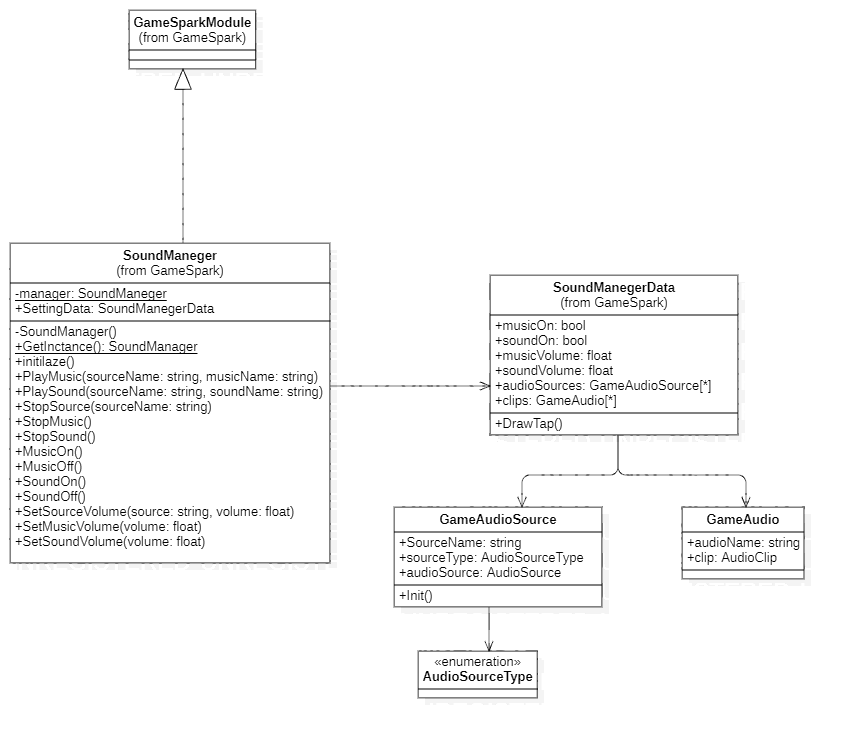 GameSparkModule
(from GameSpark)
SoundManeger
(from GameSpark)
-manager: SoundManeger
+SettingData: SoundManegerData
-SoundManager()
+GetInctance(): SoundManager
+initilaze()
+PlayMusic(sourceName: string, musicName: string)
+PlaySound(sourceName: string, soundName: string)
+StopSource(sourceName: string)
+StopMusic()
+StopSound()
+MusicOn()
+MusicOff()
+SoundOn()
+SoundOff()
+SetSourceVolume(source: string, volume: float)
+SetMusicVolume(volume: float)
+SetSoundVolume(volume: float)
SoundManegerData
(from GameSpark)
+musicOn: bool
+soundOn: bool
+musicVolume: float
+soundVolume: float
+audioSources: GameAudioSource[*]
+clips: GameAudio[*]
+DrawTap()
GameAudioSource
+SourceName: string
+sourceType: AudioSourceType
+audioSource: AudioSource
+Init()
GameAudio
+audioName: string
+clip: AudioClip
«enumeration»
AudioSourceType